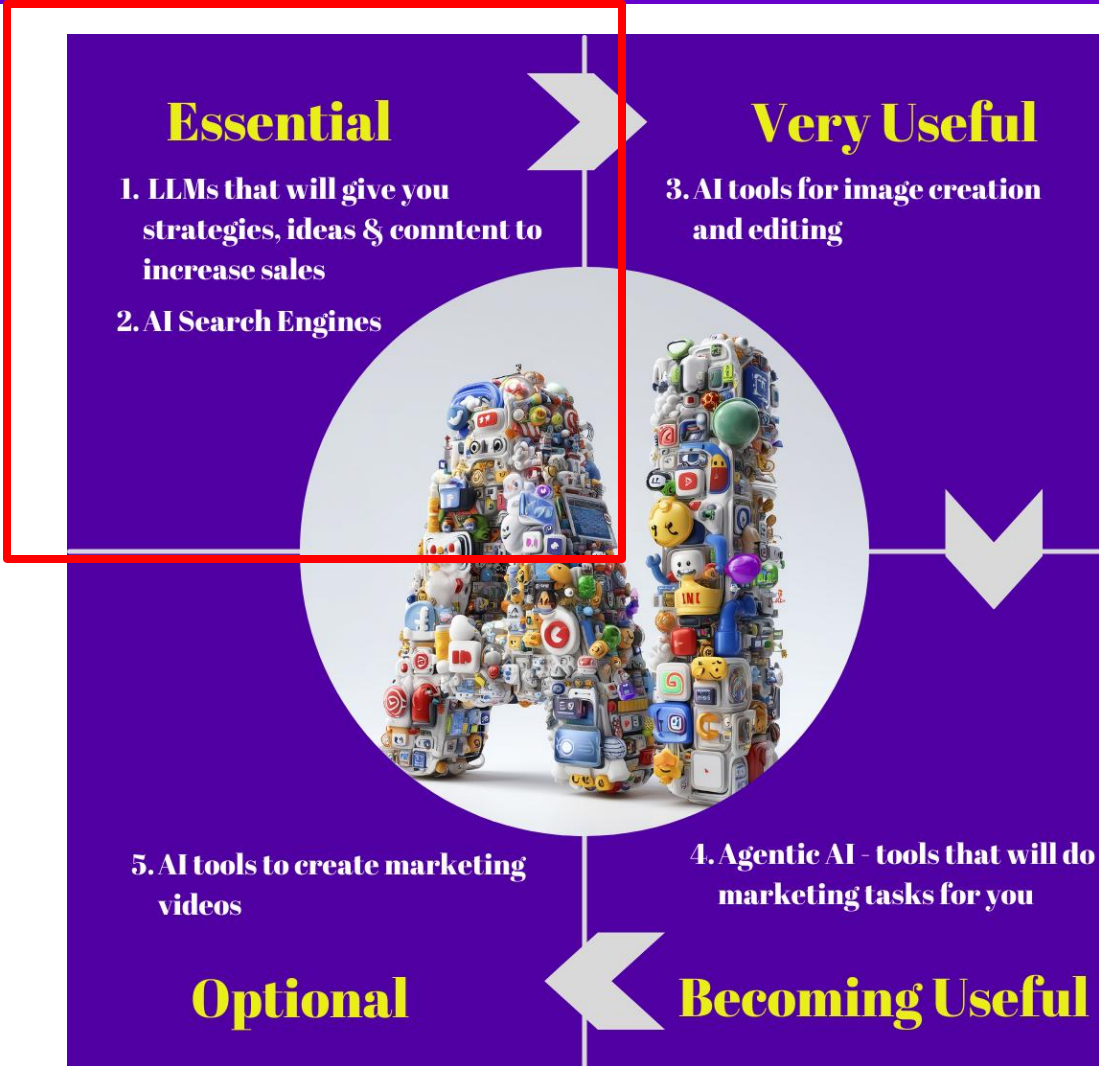 Essential
1. LLMs that will give you
strategies, ideas & conntent to
increase sales
2. AI Search Engines
Very Useful
3. AI tools for image creation
and editing
4. Agentic AI - tools that will do
marketing tasks for you
Becoming Useful
5. AI tools to create marketing
videos
Optional